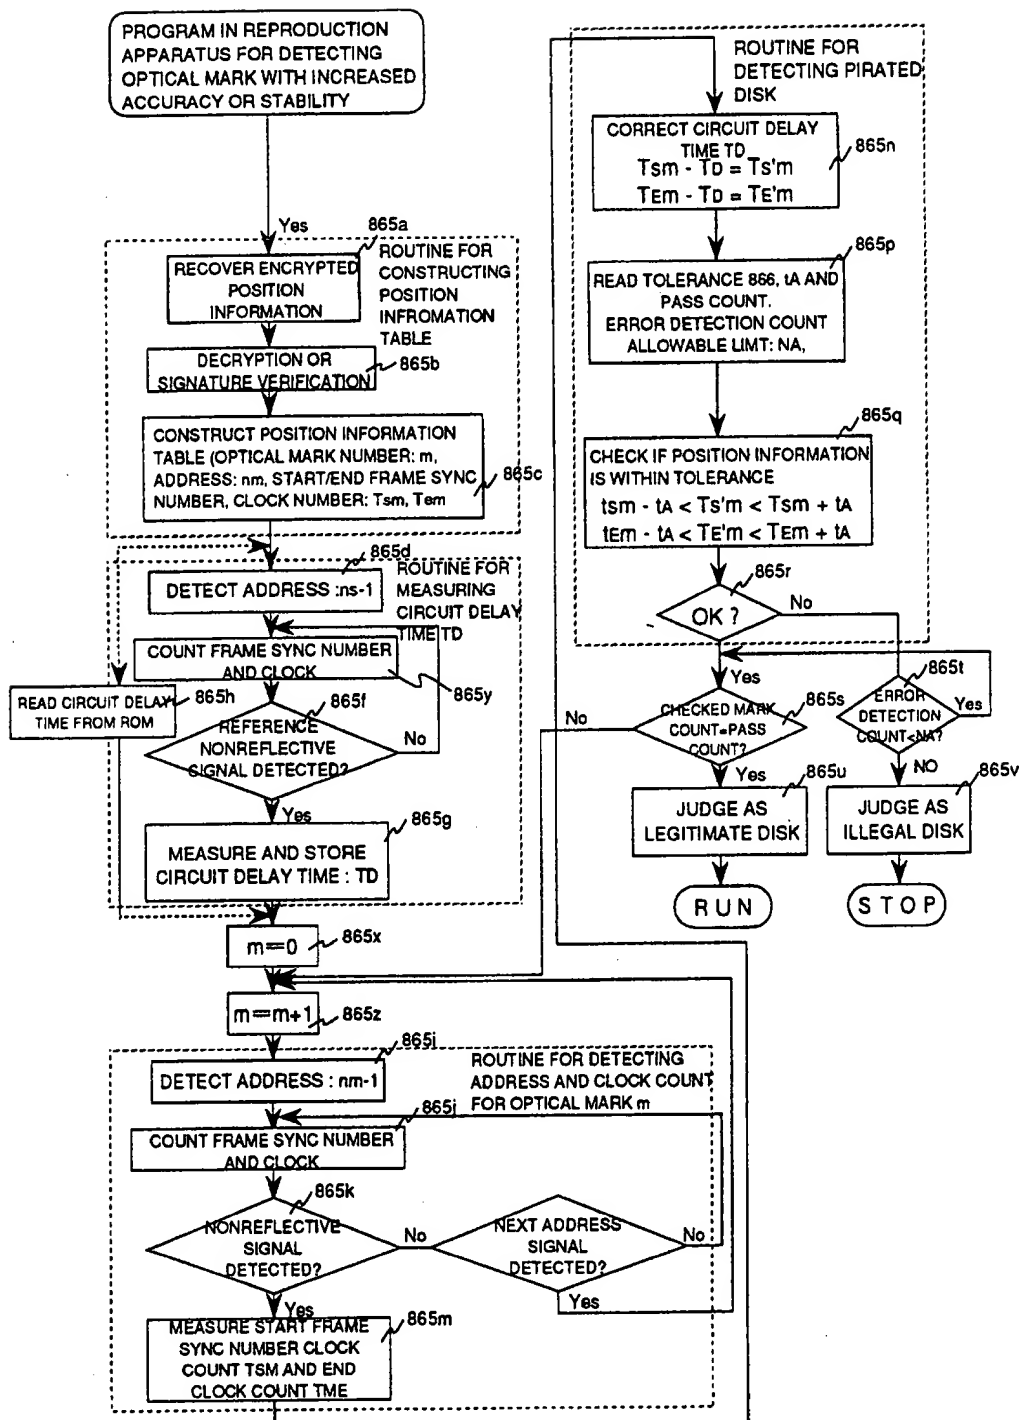 PROGRAM IN REPRODUCTION
APPARATUS FOR DETECTING
OPTICAL MARK WITH INCREASED
ACCURACY OR STABILITY
Yes
865a
RECOVER ENCRYPTED
POSITION
INFORMATION
ROUTINE FOR
CONSTRUCTING
POSITION
INFROMATION
TABLE
DECRYPTION OR
SIGNATURE VERIFICATION
865b
CONSTRUCT POSITION INFORMATION
TABLE (OPTICAL MARK NUMBER: m,
ADDRESS: nm, START/END FRAME SYNC
NUMBER, CLOCK NUMBER: Tsm, Tem
865c
865d
DETECT ADDRESS :ns-1
ROUTINE FOR
MEASURING
CIRCUIT DELAY
TIME TD
COUNT FRAME SYNC NUMBER
AND CLOCK
865y
READ CIRCUIT DELAY
TIME FROM ROM
865h
865f
REFERENCE
NONREFLECTIVE
SIGNAL DETECTED?
No
Yes
865g
MEASURE AND STORE
CIRCUIT DELAY TIME : TD
m=0
865x
m=m+1
865z
865i
DETECT ADDRESS : nm-1
ROUTINE FOR DETECTING
ADDRESS AND CLOCK COUNT
FOR OPTICAL MARK m
865j
COUNT FRAME SYNC NUMBER
AND CLOCK
865k
NONREFLECTIVE
SIGNAL
DETECTED?
No
NEXT ADDRESS
SIGNAL
DETECTED?
No
Yes
Yes
MEASURE START FRAME
SYNC NUMBER CLOCK
COUNT TSM AND END
CLOCK COUNT TME
865m
ROUTINE FOR
DETECTING PIRATED
DISK
CORRECT CIRCUIT DELAY
TIME TD
Tsm - TD = Ts'm
TEm - TD = TE'm
865n
865p
READ TOLERANCE 866, tA AND
PASS COUNT.
ERROR DETECTION COUNT
ALLOWABLE LIMT: NA,
865q
CHECK IF POSITION INFORMATION
IS WITHIN TOLERANCE
tsm - tA < Ts'm < Tsm + tA
tEm - tA < TE'm < TEm + tA
865r
OK ?
No
Yes
865s
CHECKED MARK
COUNT=PASS
COUNT?
No
Yes
865t
ERROR
DETECTION
COUNT<NA?
Yes
NO
865u
JUDGE AS
LEGITIMATE DISK
865v
JUDGE AS
ILLEGAL DISK
RUN
STOP